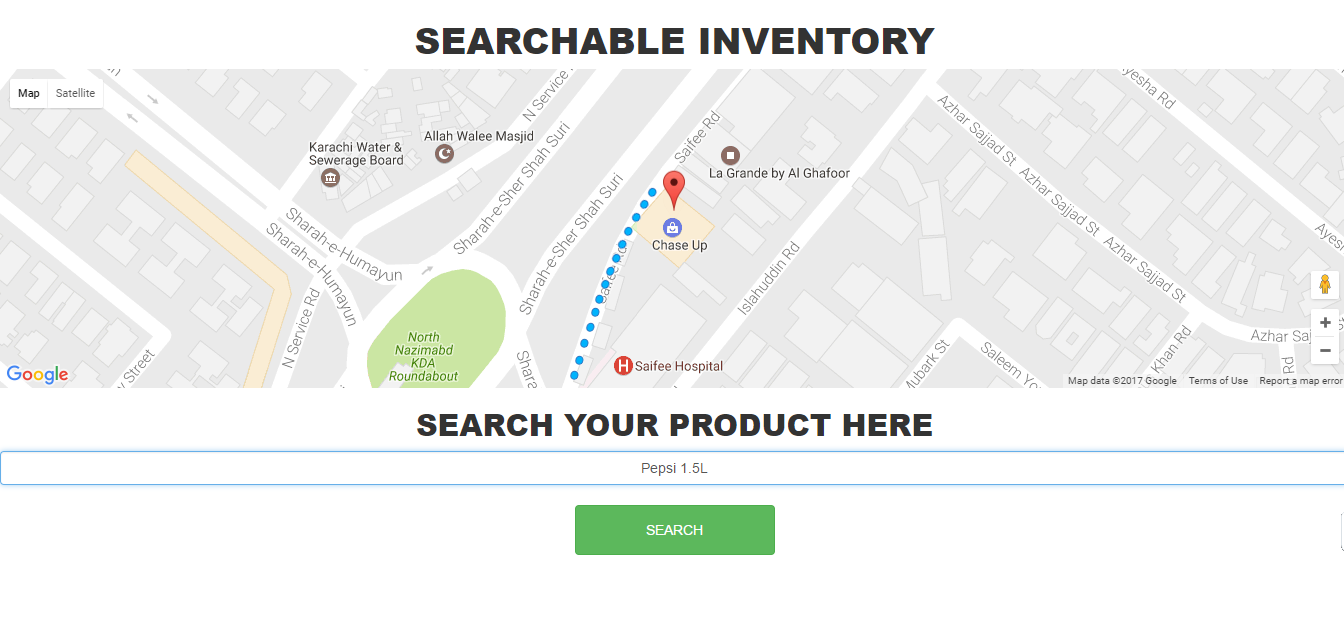 SEARCHABLE INVENTORY
Map
Satellite
Ayesha Rd
N Service
Azhar Sajjad St
Azhar Sajjad St
Azhar Sajjad St
Saifee Rd
Allah Walee Masjid
Karachi Water &
Sewerage Board
Sharah-e-Sher Shah Suri
La Grande by Al Ghafoor
Sharah-e-Sher Shah Suri
Sharah-e-Humayun
Sharah-e-Humayun
Chase Up
Saifee Rd
Islahuddin Rd
N Service Rd
North
Nazimabd
KDA
Roundabout
Khan Rd
Mubark St
Saleem
Street
Rd
Saifee Hospital
Google
Map data ©2017 Google
Terms of Use
Report a map error
SEARCH YOUR PRODUCT HERE
Pepsi 1.5L
SEARCH